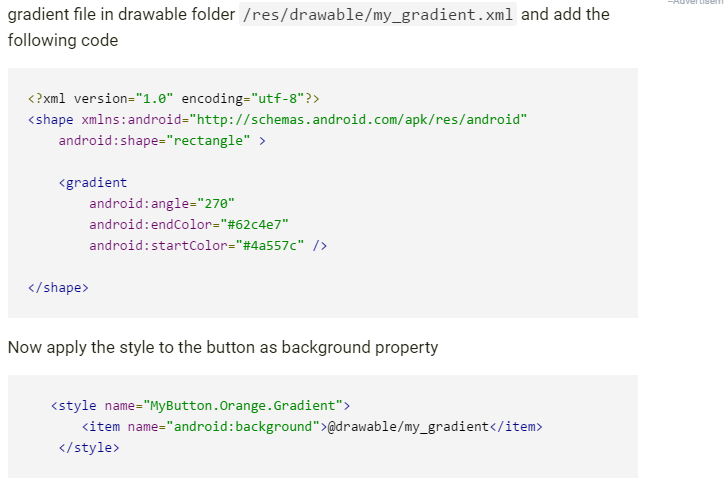 gradient file in drawable folder /res/drawable/my_gradient.xml and add the
following code
<?xml version="1.0" encoding="utf-8"?>
<shape xmlns:android="http://schemas.android.com/apk/res/android"
    android:shape="rectangle" >
    <gradient
        android:angle="270"
        android:endColor="#62c4e7"
        android:startColor="#4a557c" />
</shape>
Now apply the style to the button as background property
<style name="MyButton.Orange.Gradient">
    <item name="android:background">@drawable/my_gradient</item>
</style>